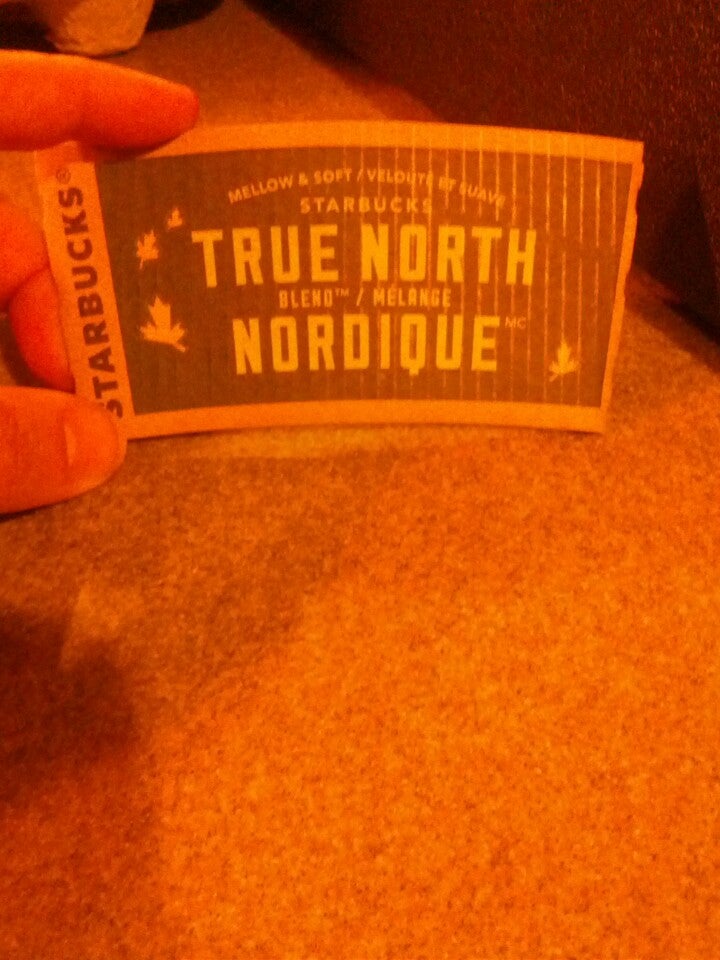 STARBUCKS®
MELLOW & SOFT / VELOUTÉ ET SUAVE
STARBUCKS
TRUE NORTH
BLEND™ / MÉLANGE
NORDIQUE MC